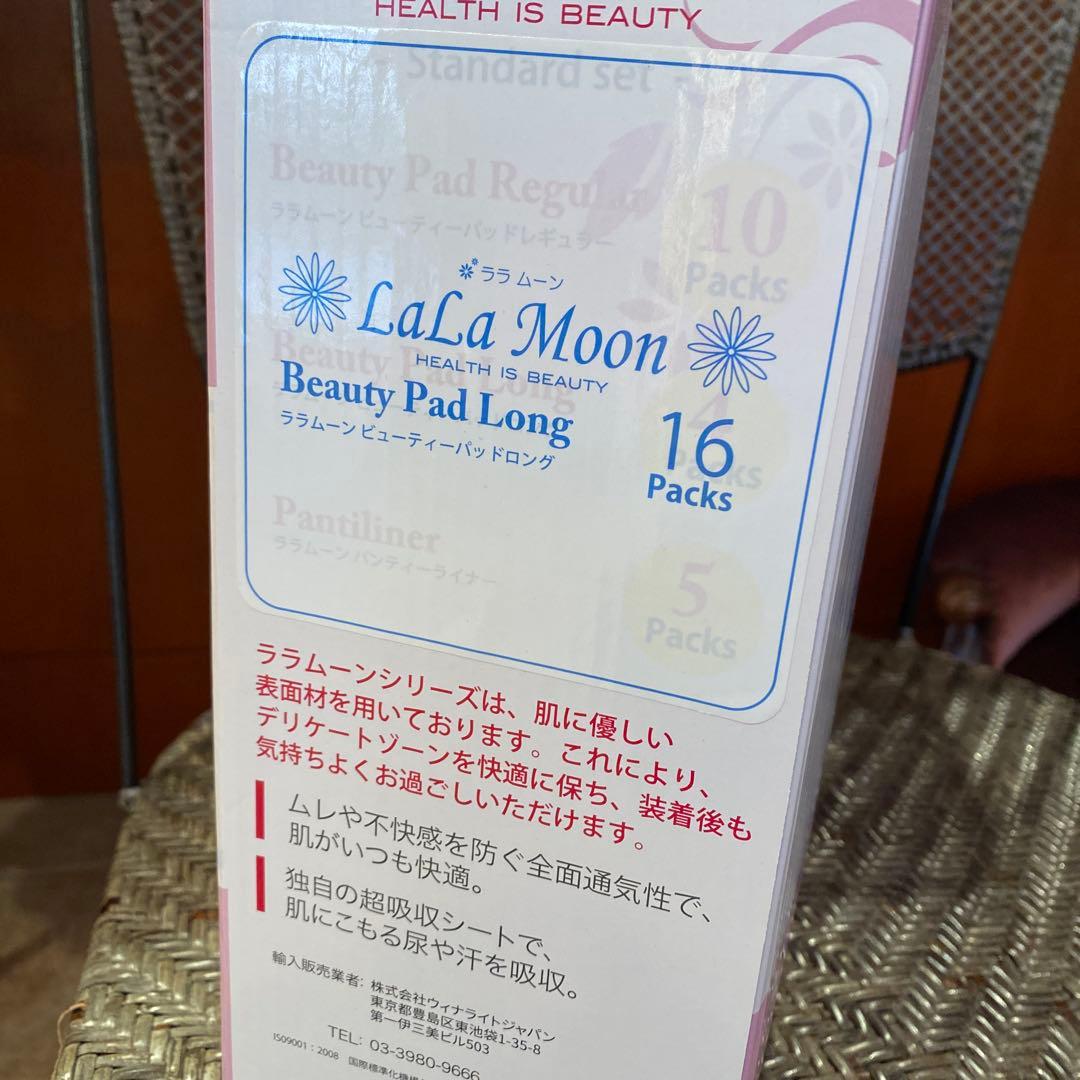 HEALTH IS BEAUTY
Standard set
Beauty Pad Regular
ララムーン ビューティーパッドレギュラー
10
Packs
ララ ムーン
LaLa Moon
HEALTH IS BEAUTY
Beauty Pad Long
4
Packs
Beauty Pad Long
ララムーン ビューティーパッドロング
16
Packs
Pantiliner
ララムーン パンティーライナー
5
Packs
ララムーンシリーズは、肌に優しい
表面材を用いております。これにより、
デリケートゾーンを快適に保ち、装着後も
気持ちよくお過ごしいただけます。
ムレや不快感を防ぐ全面通気性で、
肌がいつも快適。
独自の超吸収シートで、
肌にこもる尿や汗を吸収。
輸入販売業者: 株式会社ウィナライトジャパン
東京都豊島区東池袋1-35-8
第一伊三美ビル503
TEL: 03-3980-9666
ISO9001：2008 国際標準化機構